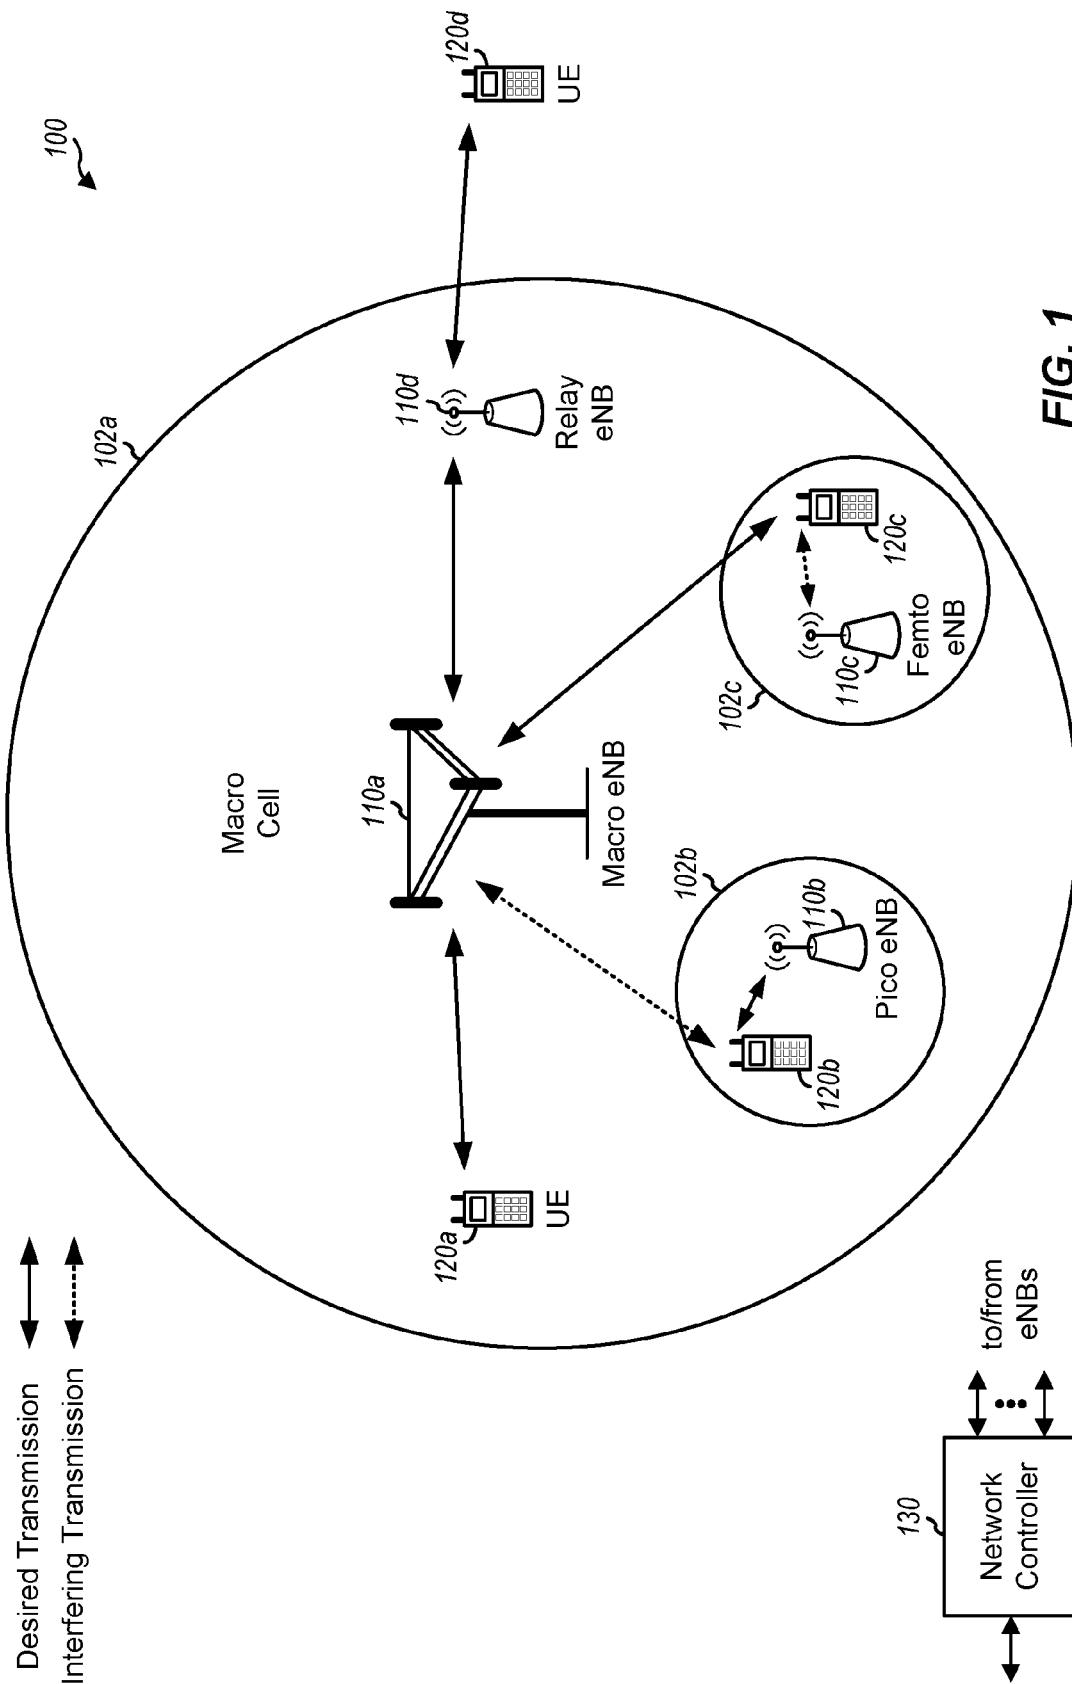 Desired Transmission
Interfering Transmission
100
102a
Macro
Cell
110a
Macro eNB
120a
UE
110d
Relay
eNB
120d
UE
102b
110b
Pico eNB
120b
102c
110c
Femto
eNB
120c
130
Network
Controller
to/from
eNBs
FIG. 1